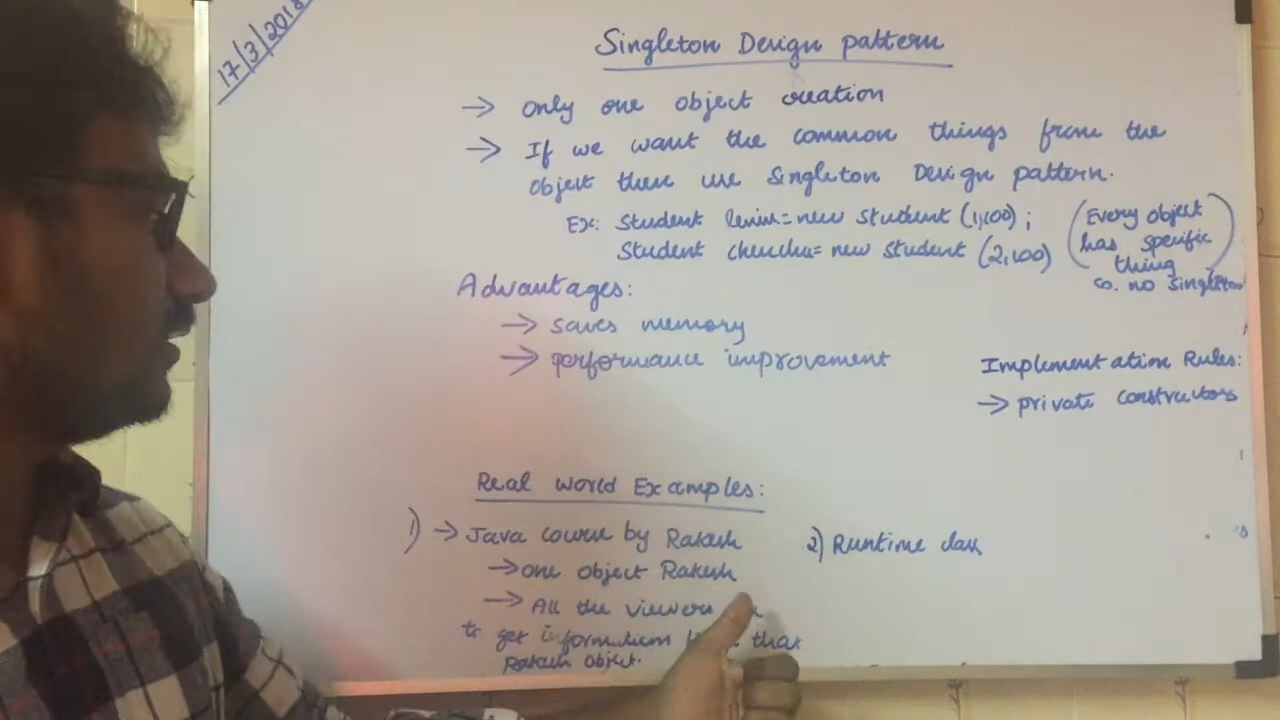 17/3/2018
Singleton Design pattern
→ only one object creation
→ If we want the common things from the
object then use Singleton Design pattern.
Ex: Student lenin = new student (1,100);
Student chenchu = new student (2,100)
(Every object
has specific
thing
so. no singleton
Advantages:
→ saves memory
→ performance improvement
Implementation Rules:
→ private constructors
Real World Examples:
1) → Java course by Rakesh
→ one object Rakesh
→ All the viewers
to get information that
Rakesh object.
2) Runtime class